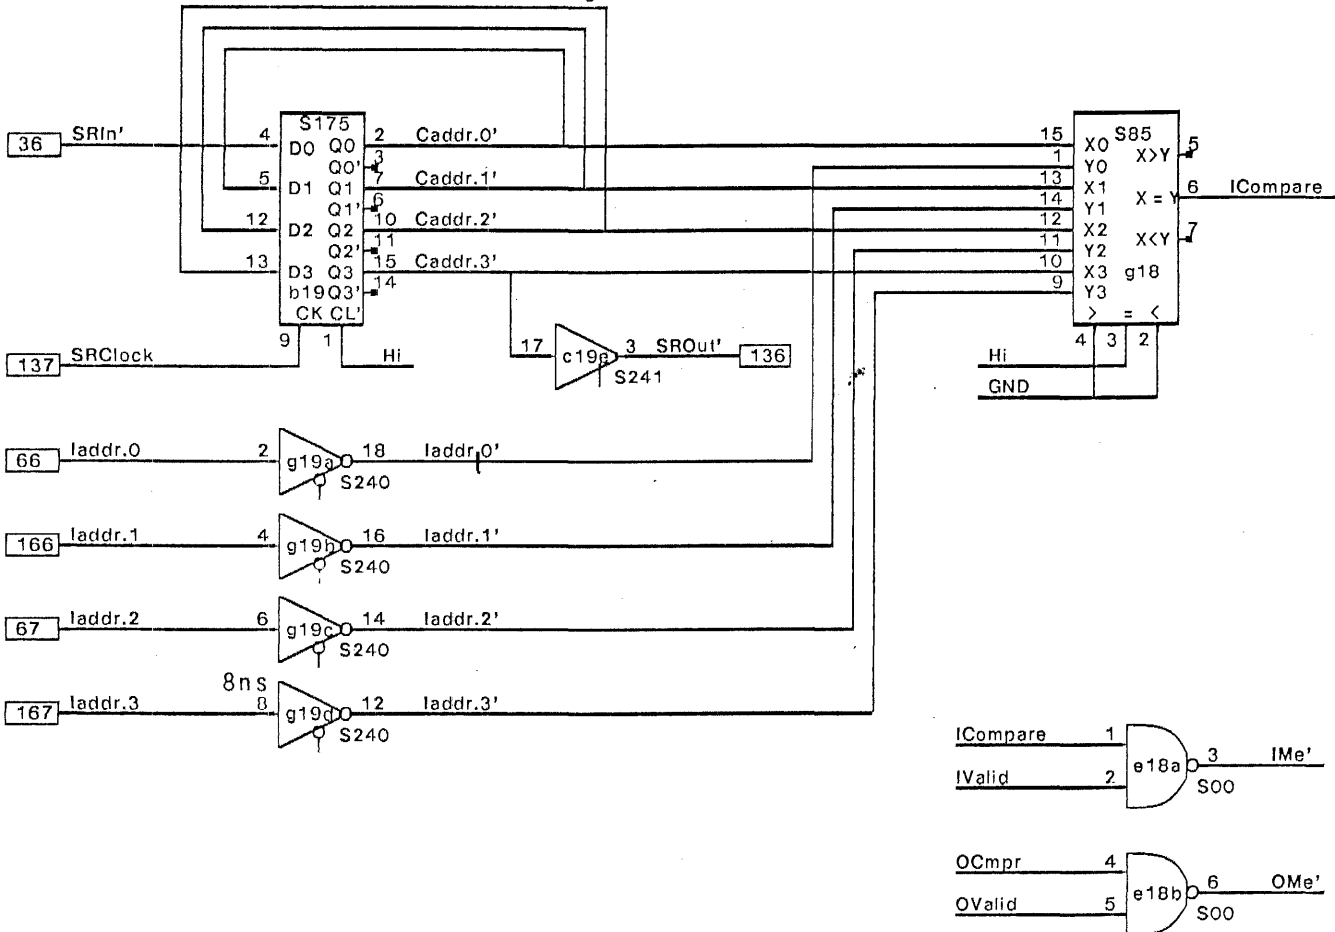 S175
S85
36 SRIn' 4 D0 Q0 2 Caddr.0' 15 X0 X>Y 5
Q0' 3 1 Y0
5 D1 Q1 7 Caddr.1' 13 X1
Q1' 6 14 Y1 X = Y 6 ICompare
12 D2 Q2 10 Caddr.2' 12 X2
Q2' 11 11 Y2 X<Y 7
13 D3 Q3 15 Caddr.3' 10 X3 g18
b19 Q3' 14 9 Y3
CK CL' > = <
9 1 4 3 2
137 SRClock Hi
17 c19e 3 SROut' 136
S241
Hi
GND
66 Iaddr.0 2 g19a 18 Iaddr.0'
S240
166 Iaddr.1 4 g19b 16 Iaddr.1'
S240
67 Iaddr.2 6 g19c 14 Iaddr.2'
S240
8ns
167 Iaddr.3 8 g19d 12 Iaddr.3'
S240
ICompare 1 e18a 3 IMe'
IValid 2 S00
OCmpr 4 e18b 6 OMe'
OValid 5 S00